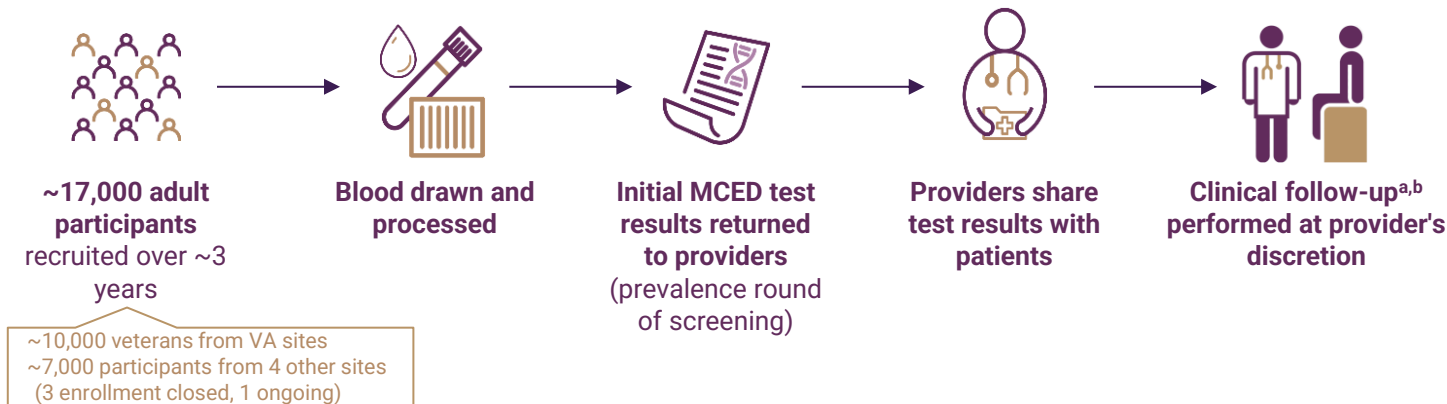 ~17,000 adult
participants
recruited over ~3
years
~10,000 veterans from VA sites
~7,000 participants from 4 other sites
(3 enrollment closed, 1 ongoing)
Blood drawn and
processed
Initial MCED test
results returned
to providers
(prevalence round
of screening)
Providers share
test results with
patients
Clinical follow-upᵃ,ᵇ
performed at provider's
discretion